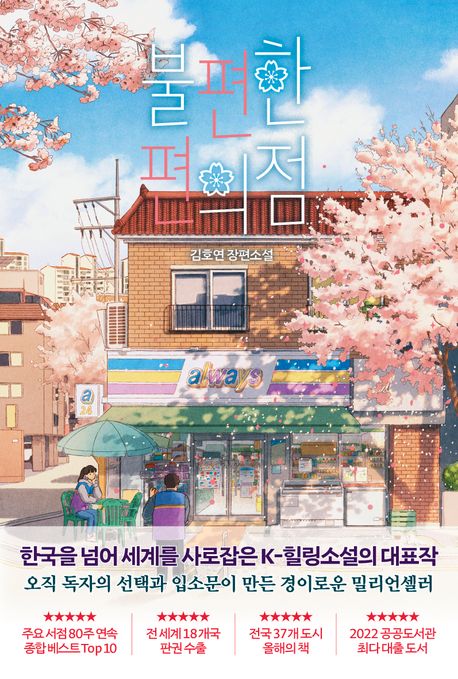 불편한
편의점
김호연 장편소설
always
a
24
한국을 넘어 세계를 사로잡은 K-힐링소설의 대표작
오직 독자의 선택과 입소문이 만든 경이로운 밀리언셀러
★★★★★
주요 서점 80주 연속
종합 베스트 Top 10
★★★★★
전 세계 18개국
판권 수출
★★★★★
전국 37개 도시
올해의 책
★★★★★
2022 공공도서관
최다 대출 도서